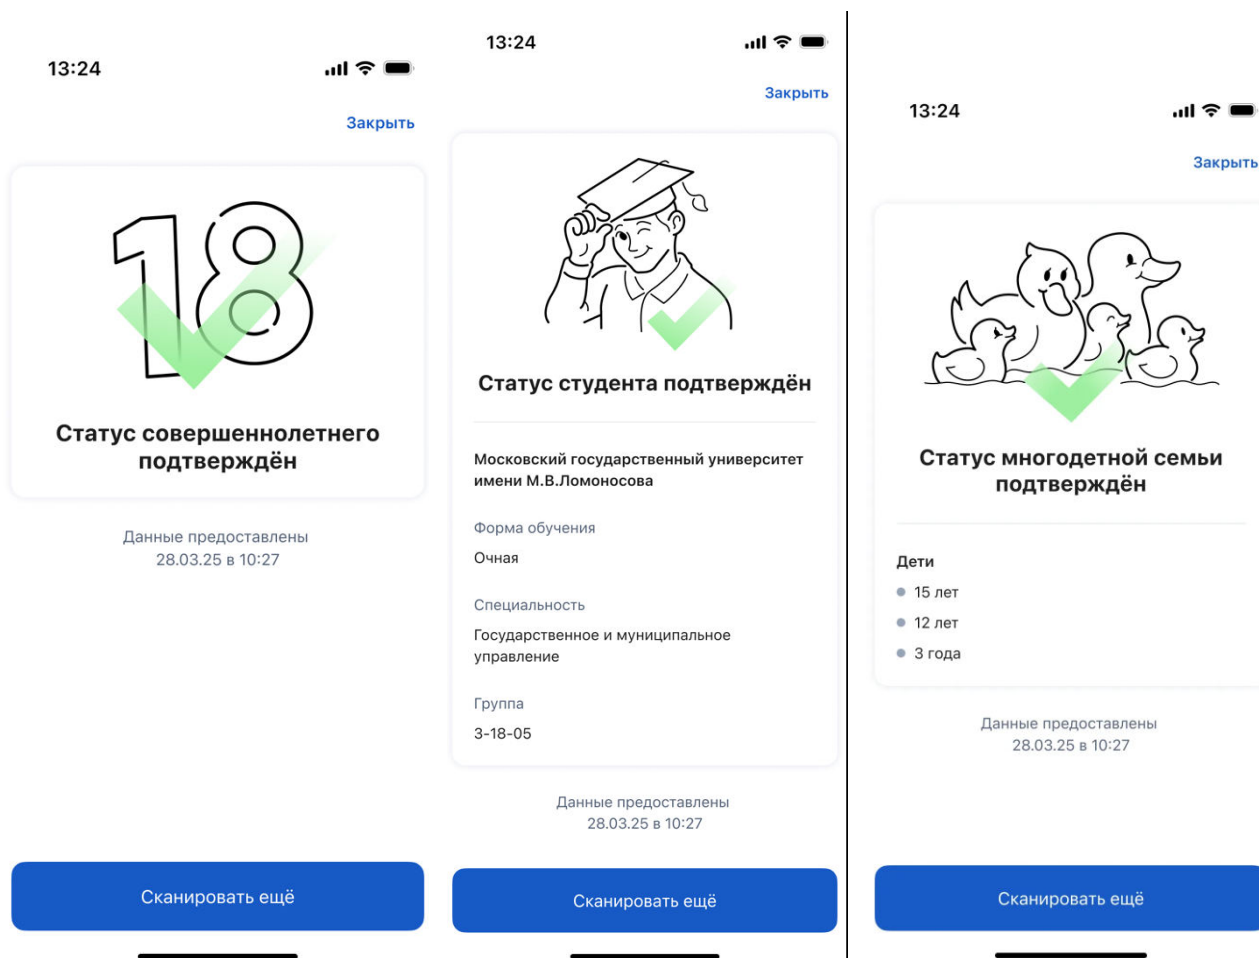 13:24
Закрыть
18
Статус совершеннолетнего
подтверждён
Данные предоставлены
28.03.25 в 10:27
Сканировать ещё
13:24
Закрыть
Статус студента подтверждён
Московский государственный университет
имени М.В.Ломоносова
Форма обучения
Очная
Специальность
Государственное и муниципальное
управление
Группа
3-18-05
Данные предоставлены
28.03.25 в 10:27
Сканировать ещё
13:24
Закрыть
Статус многодетной семьи
подтверждён
Дети
15 лет
12 лет
3 года
Данные предоставлены
28.03.25 в 10:27
Сканировать ещё